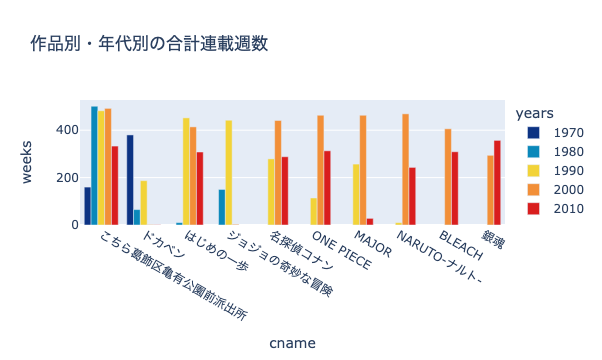 作品別・年代別の合計連載週数
years
1970
1980
1990
2000
2010
weeks
400
200
0
こちら葛飾区亀有公園前派出所
ドカベン
はじめの一歩
ジョジョの奇妙な冒険
名探偵コナン
ONE PIECE
MAJOR
NARUTO-ナルト-
BLEACH
銀魂
cname